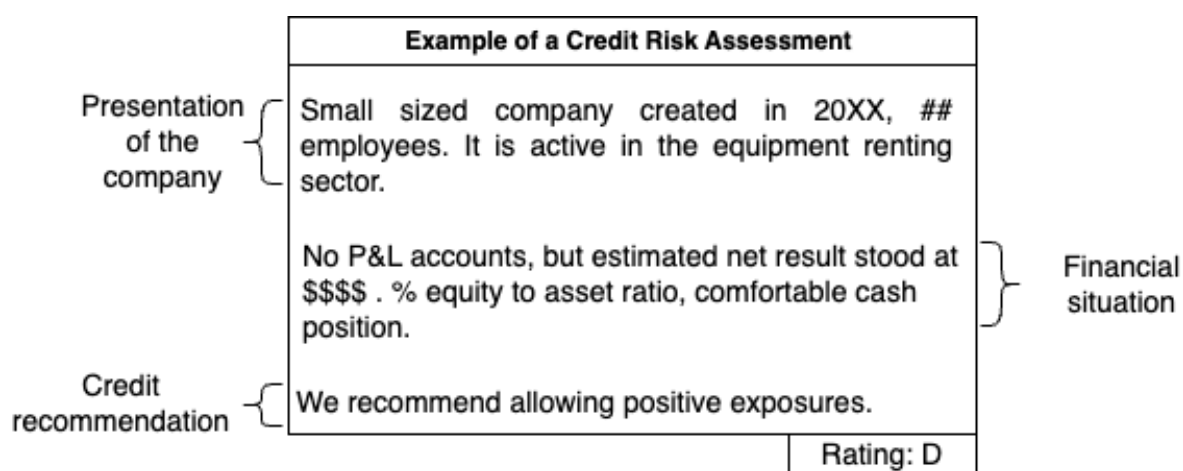 Example of a Credit Risk Assessment
Presentation
of the
company
Small sized company created in 20XX, ##
employees. It is active in the equipment renting
sector.
No P&L accounts, but estimated net result stood at
$$$$ . % equity to asset ratio, comfortable cash
position.
Financial
situation
Credit
recommendation
We recommend allowing positive exposures.
Rating: D